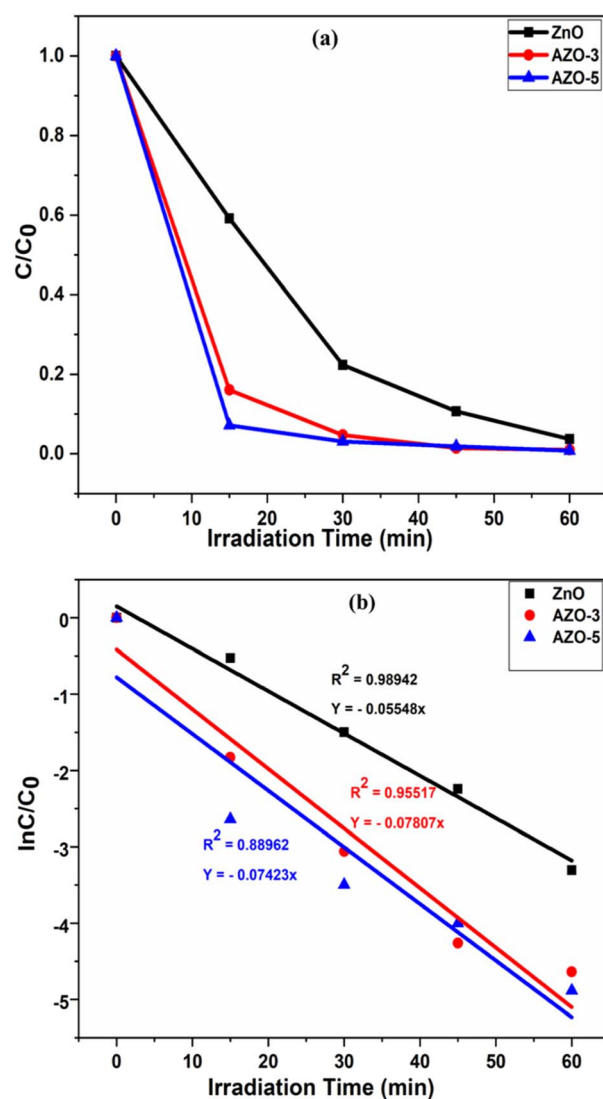 (a)
ZnO
AZO-3
AZO-5
1.0
0.8
0.6
0.4
0.2
0.0
C/C0
0 10 20 30 40 50 60
Irradiation Time (min)
(b)
ZnO
AZO-3
AZO-5
R2 = 0.98942
Y = - 0.05548x
R2 = 0.95517
Y = - 0.07807x
R2 = 0.88962
Y = - 0.07423x
0
-1
-2
-3
-4
-5
lnC/C0
0 10 20 30 40 50 60
Irradiation Time (min)